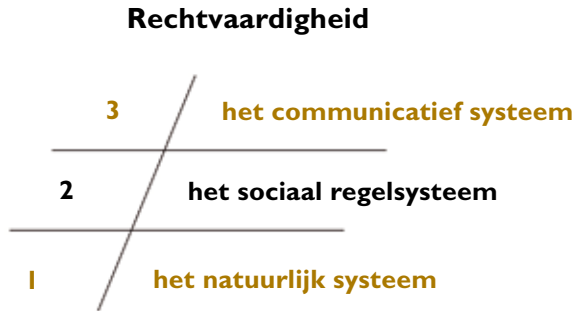 Rechtvaardigheid
3 het communicatief systeem
2 het sociaal regelsysteem
1 het natuurlijk systeem